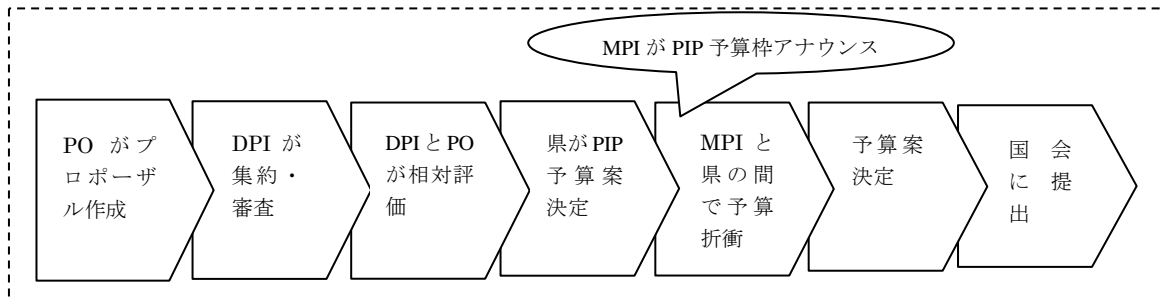 MPI が PIP 予算枠アナウンス
PO がプ
ロポーザ
ル作成
DPI が
集約・
審査
DPI と PO
が相対評
価
県が PIP
予算案
決定
MPI と
県の間
で予算
折衝
予算案
決定
国会
に提
出